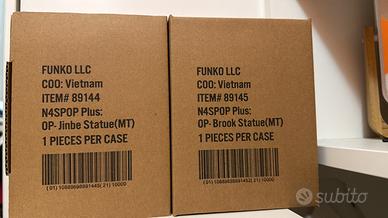 FUNKO LLC
COO: Vietnam
ITEM# 89144
N4SPOP Plus:
OP- Jinbe Statue(MT)
1 PIECES PER CASE
FUNKO LLC
COO: Vietnam
ITEM# 89145
N4SPOP Plus:
OP- Brook Statue(MT)
1 PIECES PER CASE
subito